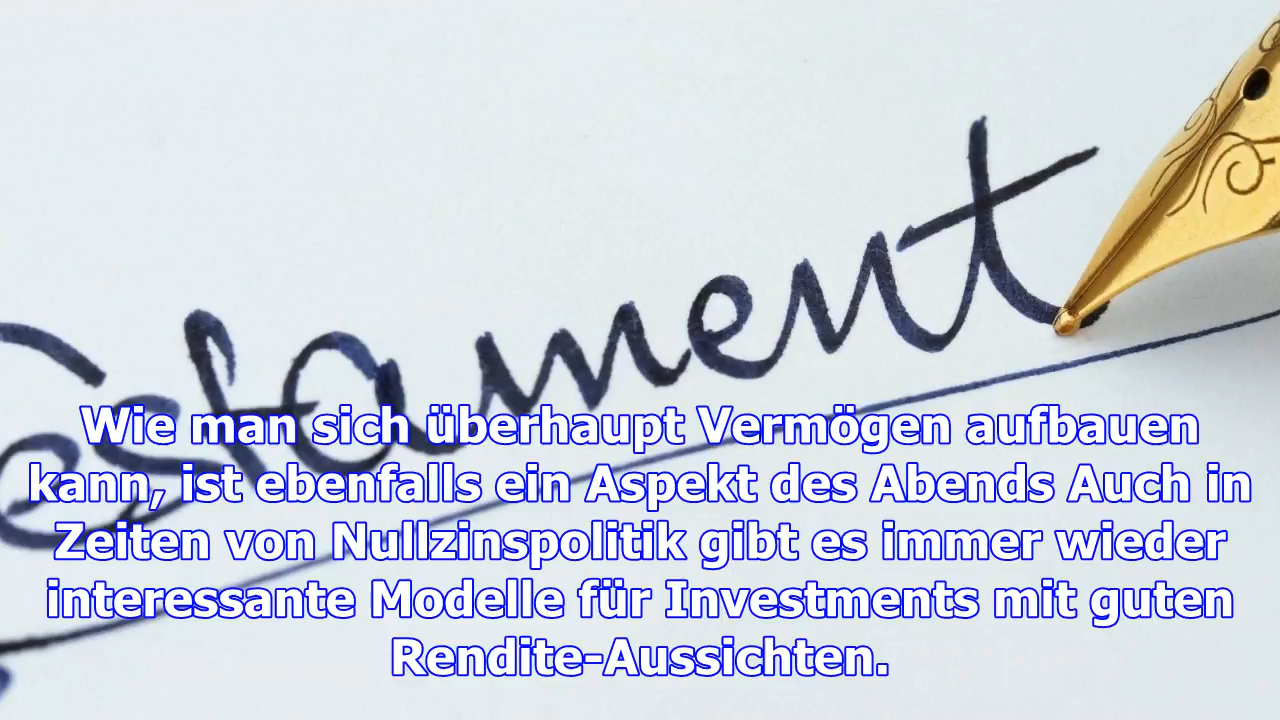 Testament
Wie man sich überhaupt Vermögen aufbauen
kann, ist ebenfalls ein Aspekt des Abends Auch in
Zeiten von Nullzinspolitik gibt es immer wieder
interessante Modelle für Investments mit guten
Rendite-Aussichten.